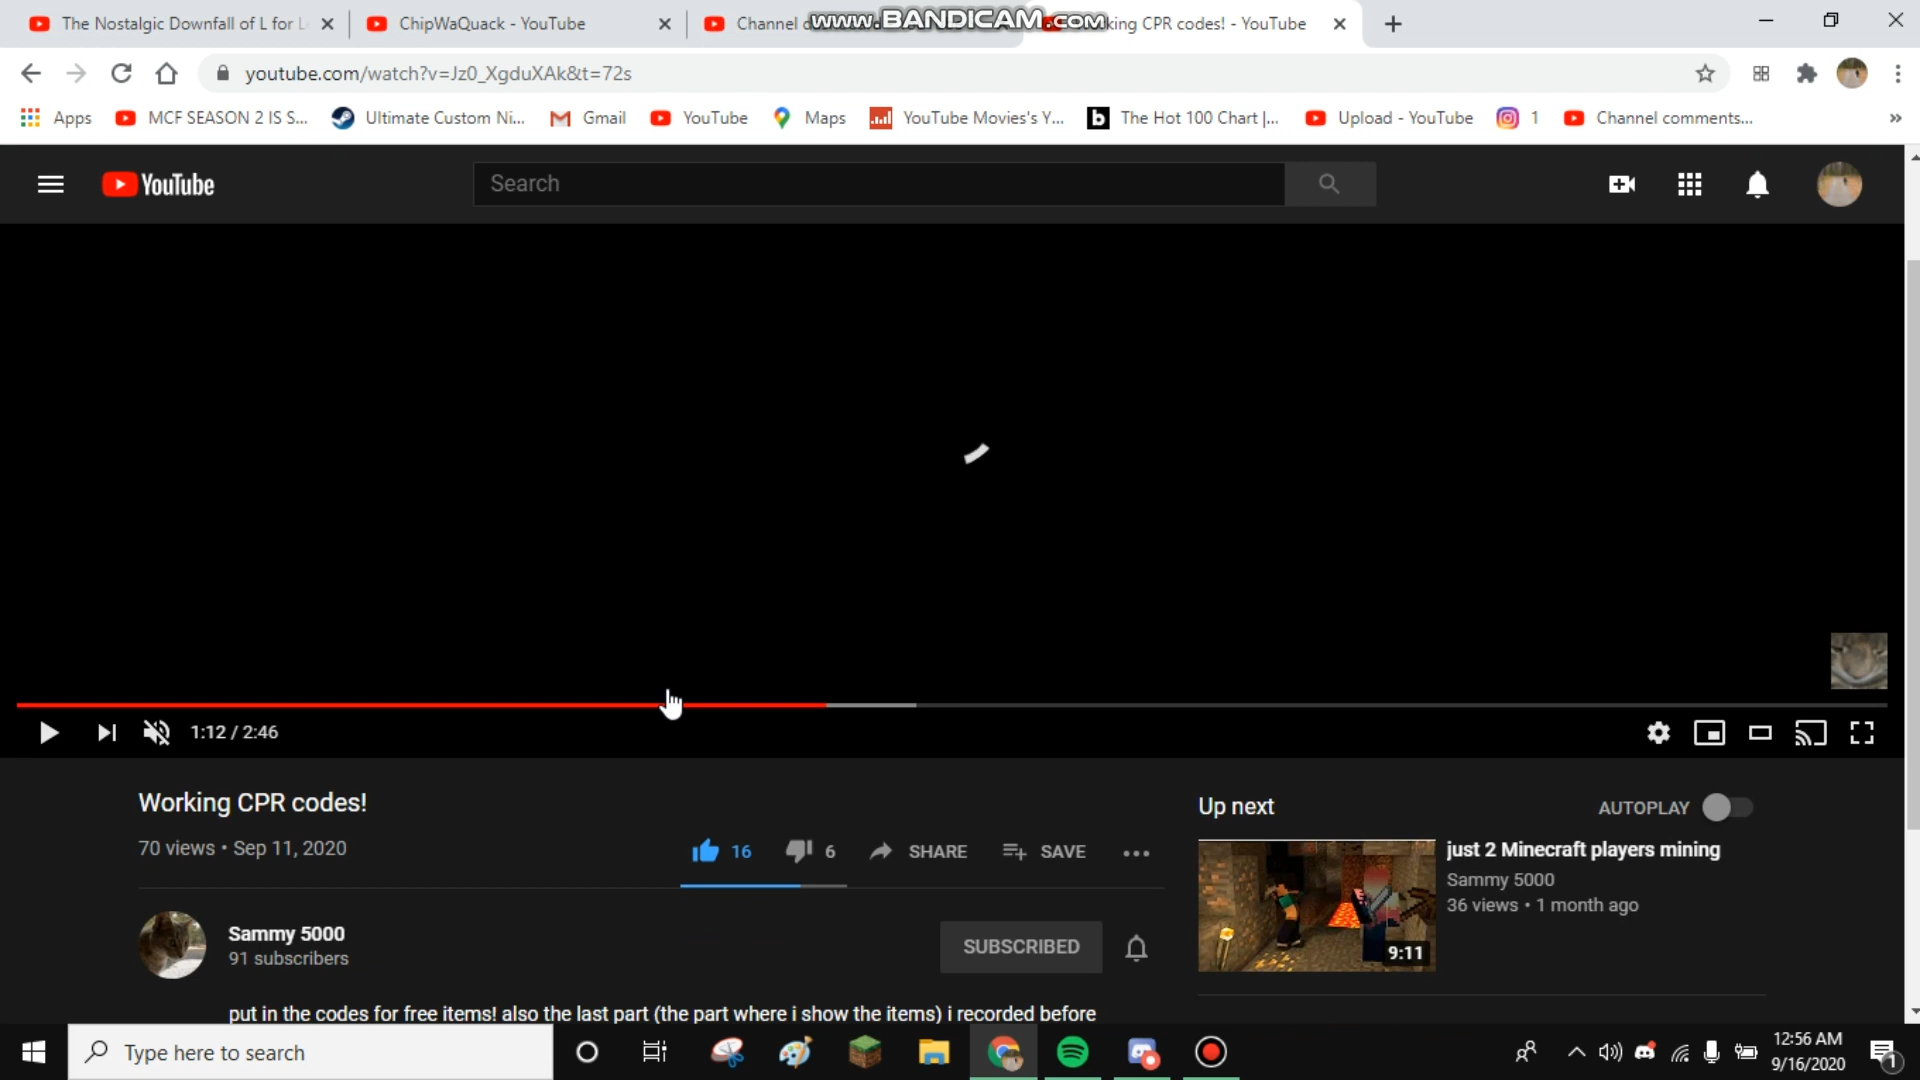 The Nostalgic Downfall of L for L
ChipWaQuack - YouTube
Channel d
www.BANDICAM.com
king CPR codes! - YouTube
youtube.com/watch?v=Jz0_XgduXAk&t=72s
Apps
MCF SEASON 2 IS S...
Ultimate Custom Ni...
Gmail
YouTube
Maps
YouTube Movies's Y...
The Hot 100 Chart |...
Upload - YouTube
1
Channel comments...
»
YouTube
Search
1:12 / 2:46
Working CPR codes!
70 views • Sep 11, 2020
16
6
SHARE
SAVE
Sammy 5000
91 subscribers
SUBSCRIBED
put in the codes for free items! also the last part (the part where i show the items) i recorded before
Up next
AUTOPLAY
9:11
just 2 Minecraft players mining
Sammy 5000
36 views • 1 month ago
Type here to search
12:56 AM
9/16/2020
1